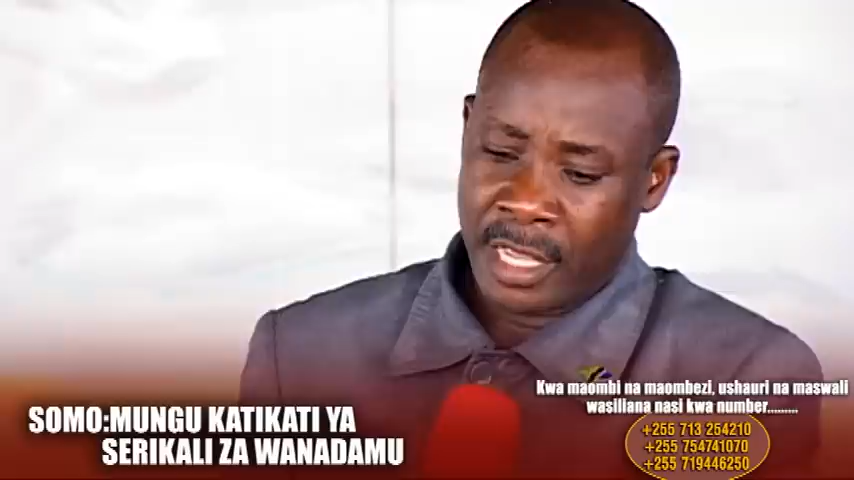 SOMO:MUNGU KATIKATI YA
SERIKALI ZA WANADAMU
Kwa maombi na maombezi, ushauri na maswali
wasiliana nasi kwa number..........
+255 713 254210
+255 754741070
+255 719446250